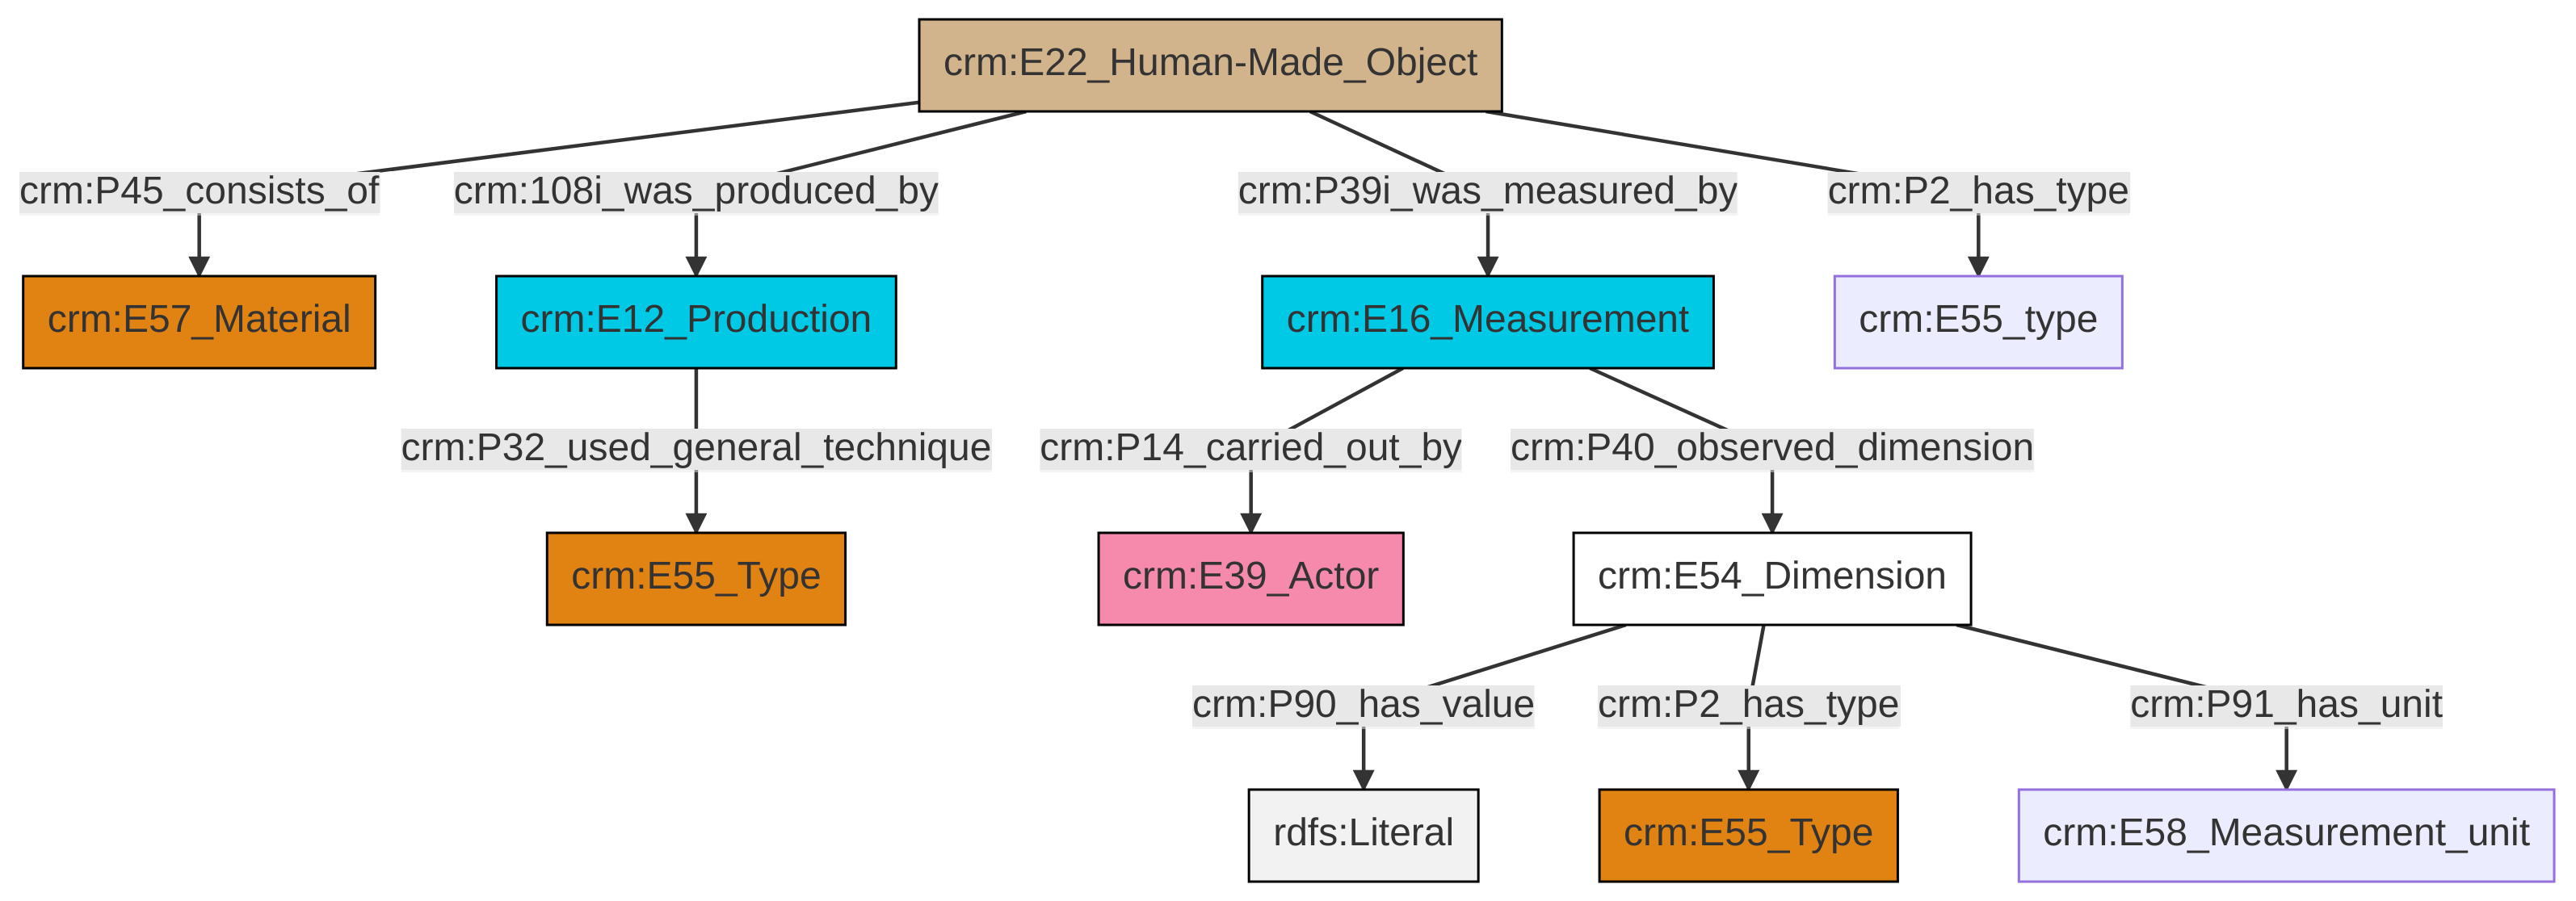 crm:E22_Human-Made_Object
crm:P45_consists_of
crm:108i_was_produced_by
crm:P39i_was_measured_by
crm:P2_has_type
crm:E57_Material
crm:E12_Production
crm:E16_Measurement
crm:E55_type
crm:P32_used_general_technique
crm:P14_carried_out_by
crm:P40_observed_dimension
crm:E55_Type
crm:E39_Actor
crm:E54_Dimension
crm:P90_has_value
crm:P2_has_type
crm:P91_has_unit
rdfs:Literal
crm:E55_Type
crm:E58_Measurement_unit